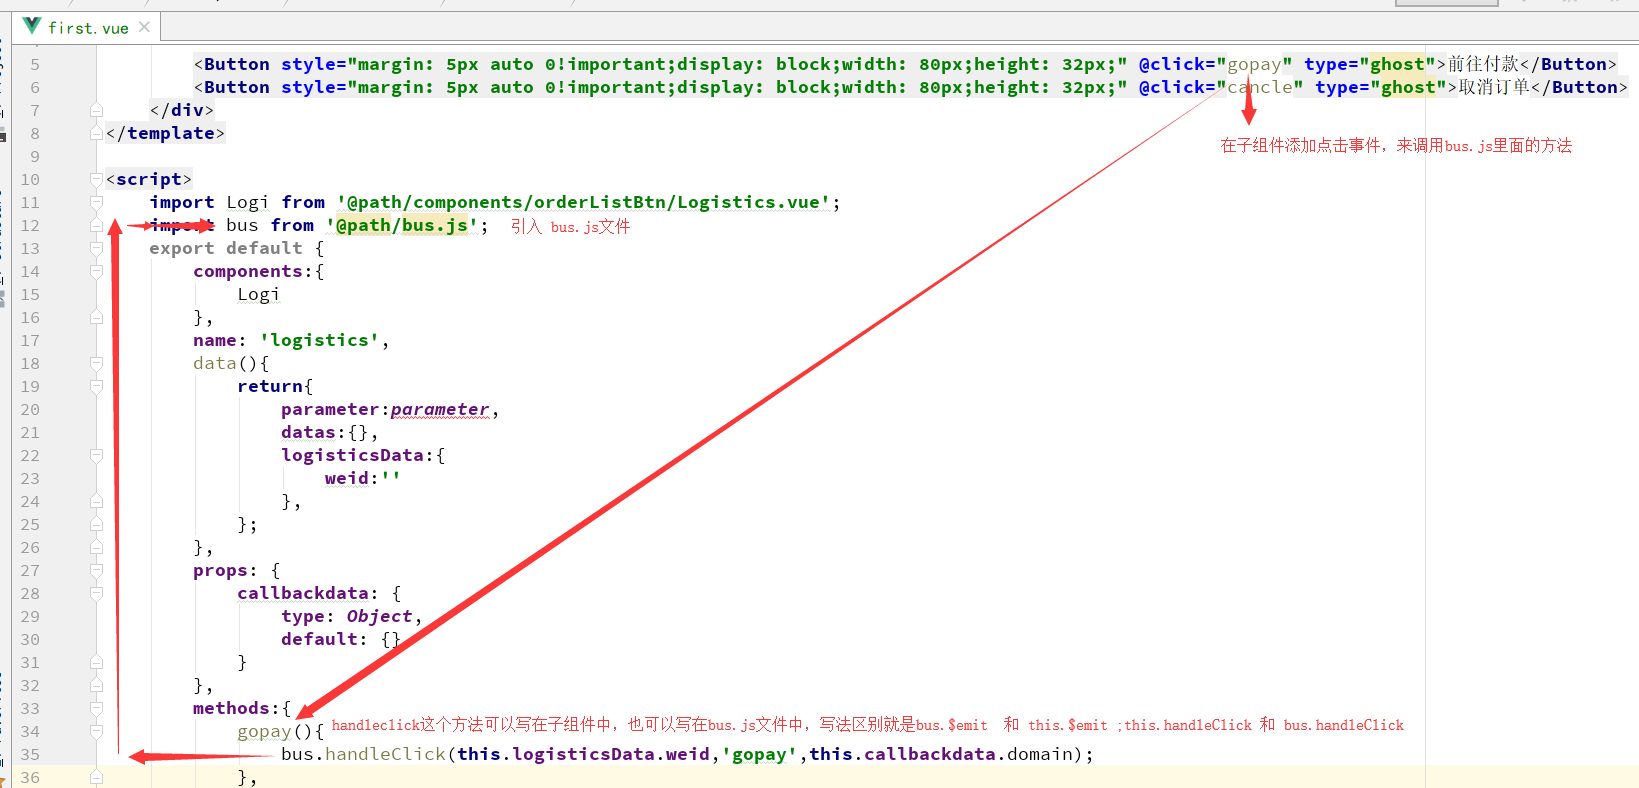 first.vue
5 <Button style="margin: 5px auto 0!important;display: block;width: 80px;height: 32px;" @click="gopay" type="ghost">前往付款</Button>
6 <Button style="margin: 5px auto 0!important;display: block;width: 80px;height: 32px;" @click="cancle" type="ghost">取消订单</Button>
7 </div>
8 </template>
在子组件添加点击事件，来调用bus.js里面的方法
9
10 <script>
11 import Logi from '@path/components/orderListBtn/Logistics.vue';
12 import bus from '@path/bus.js'; 引入 bus.js文件
13 export default {
14 components:{
15 Logi
16 },
17 name: 'logistics',
18 data(){
19 return{
20 parameter:parameter,
21 datas:{},
22 logisticsData:{
23 weid:''
24 },
25 };
26 },
27 props: {
28 callbackdata: {
29 type: Object,
30 default: {}
31 }
32 },
33 methods:{
34 gopay(){ handleclick这个方法可以写在子组件中，也可以写在bus.js文件中，写法区别就是bus.$emit 和 this.$emit ;this.handleClick 和 bus.handleClick
35 bus.handleClick(this.logisticsData.weid,'gopay',this.callbackdata.domain);
36 },